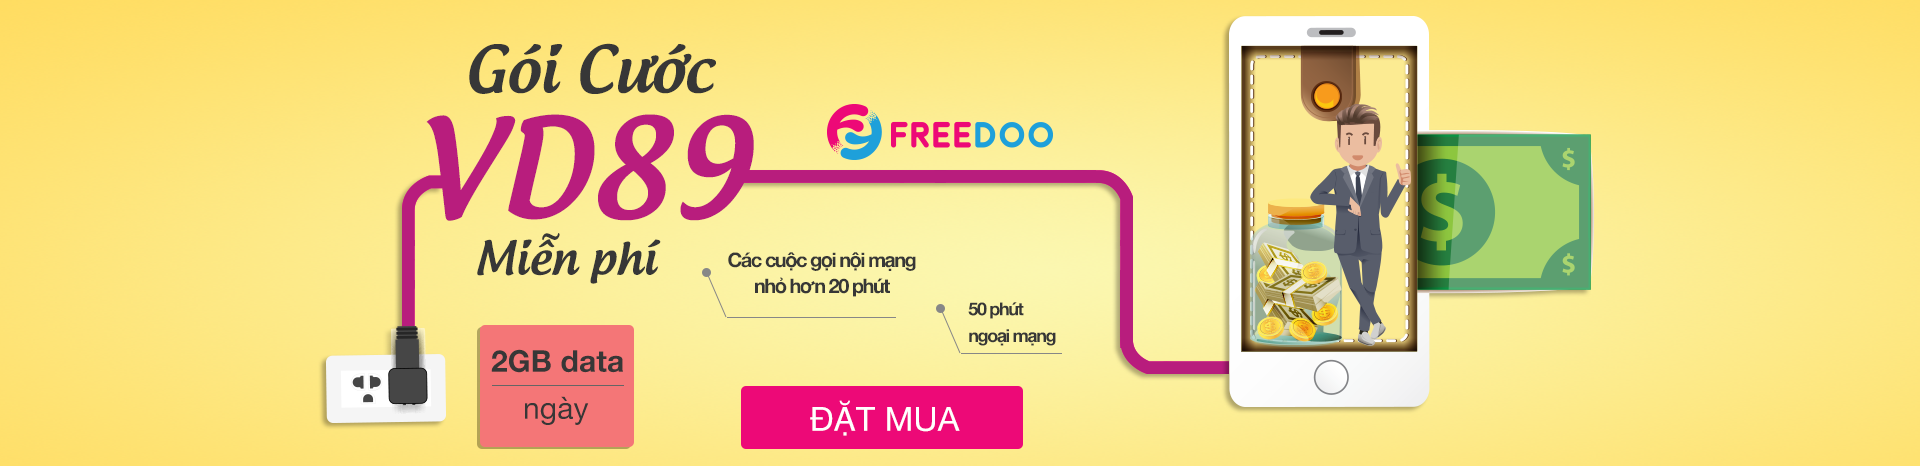 Gói Cước
VD89
Miễn phí
FREEDOO
Các cuộc gọi nội mạng
nhỏ hơn 20 phút
50 phút
ngoại mạng
2GB data
ngày
ĐẶT MUA
$
$
$